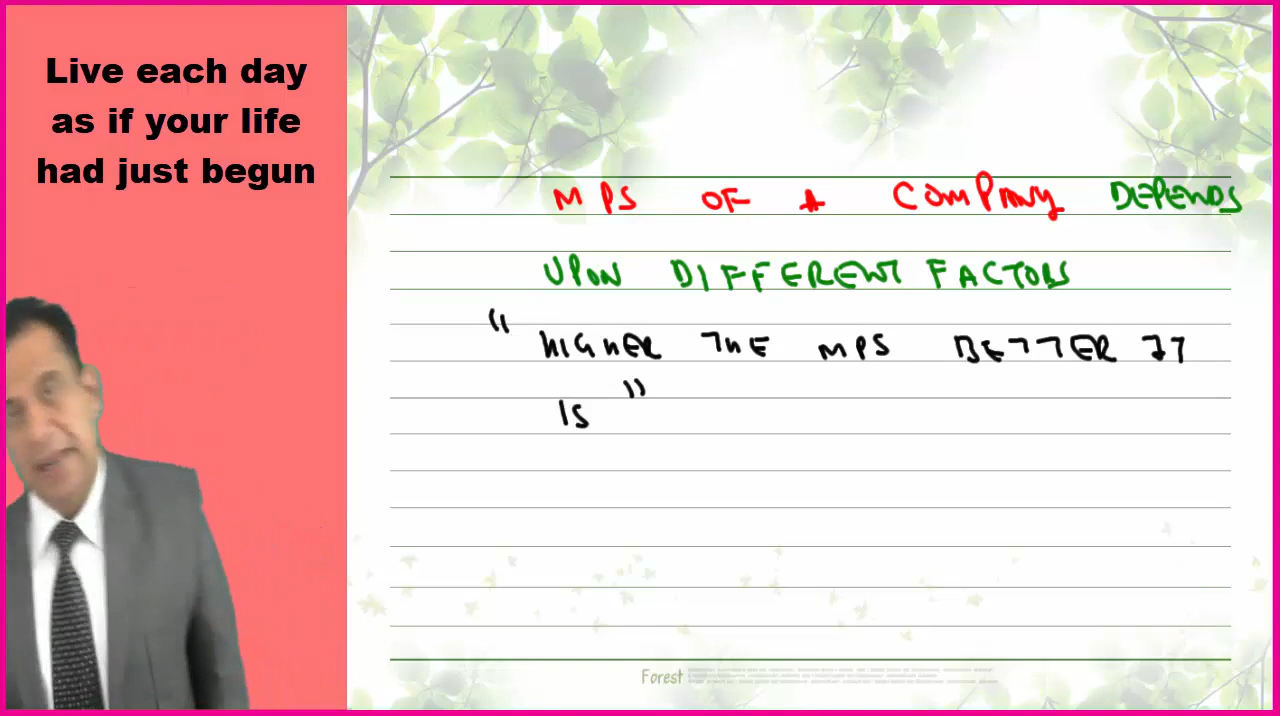 Live each day
as if your life
had just begun
MPS OF A COMPANY DEPENDS
UPON DIFFERENT FACTORS
"HIGHER THE MPS BETTER IT
IS"
Forest